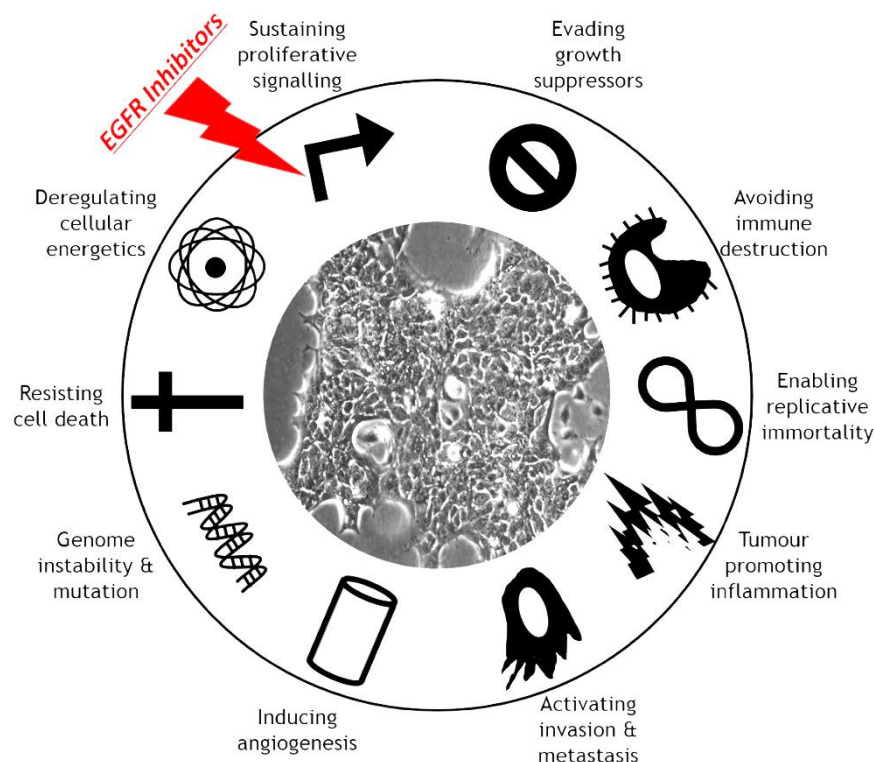 EGFR Inhibitors
Sustaining
proliferative
signalling
Evading
growth
suppressors
Avoiding
immune
destruction
Enabling
replicative
immortality
Tumour
promoting
inflammation
Activating
invasion &
metastasis
Inducing
angiogenesis
Genome
instability &
mutation
Resisting
cell death
Deregulating
cellular
energetics